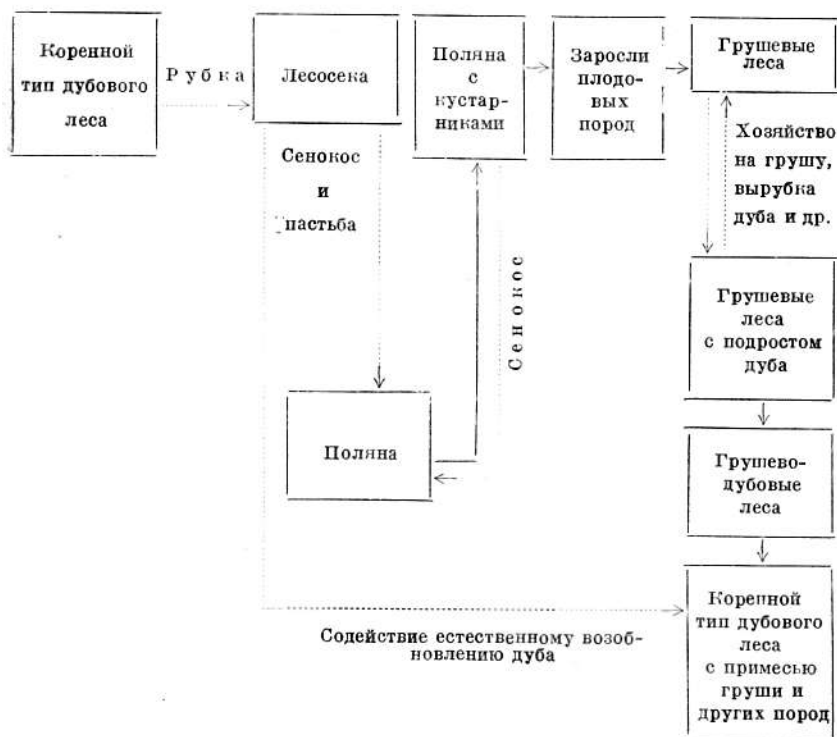 Коренной
тип дубового
леса
Рубка
Лесосека
Поляна
с
кустар-
никами
Заросли
плодо-
вых
пород
Грушевые
леса
Сенокос
и
пастьба
Сенокос
Хозяйство
на грушу,
вырубка
дуба и др.
Грушевые
леса
с подростом
дуба
Поляна
Грушево-
дубовые
леса
Коренной
тип дубового
леса
с примесью
груши и
других пород
Содействие естественному возоб-
новлению дуба